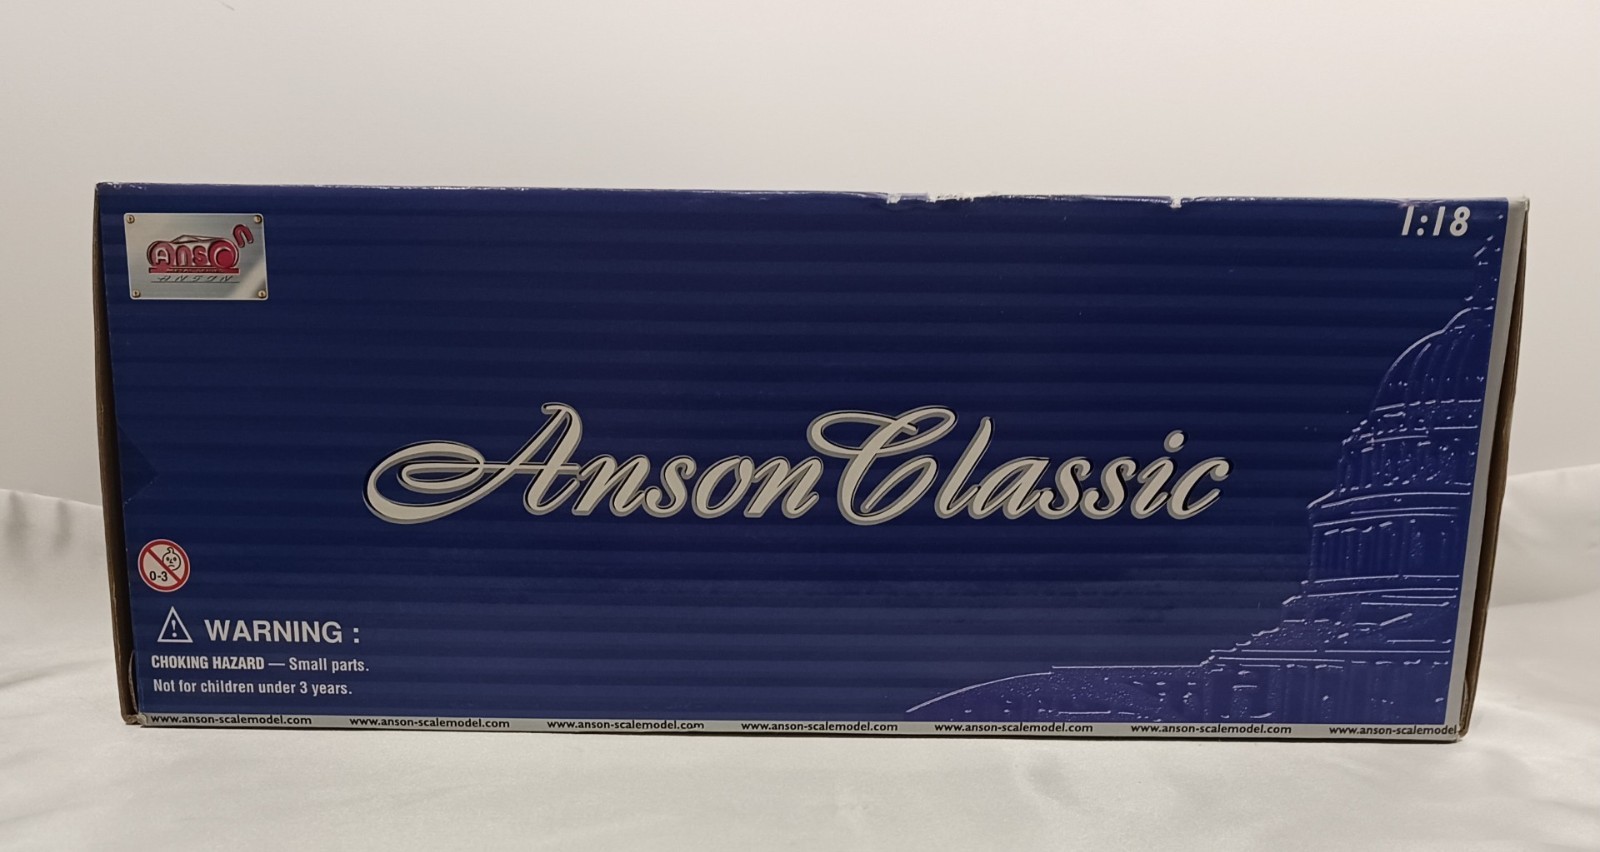 ANSON
ANSON
1:18
Anson Classic
0-3
WARNING :
CHOKING HAZARD — Small parts.
Not for children under 3 years.
www.anson-scalemodel.com www.anson-scalemodel.com www.anson-scalemodel.com www.anson-scalemodel.com www.anson-scalemodel.com www.anson-scalemodel.com www.anson-scalemodel